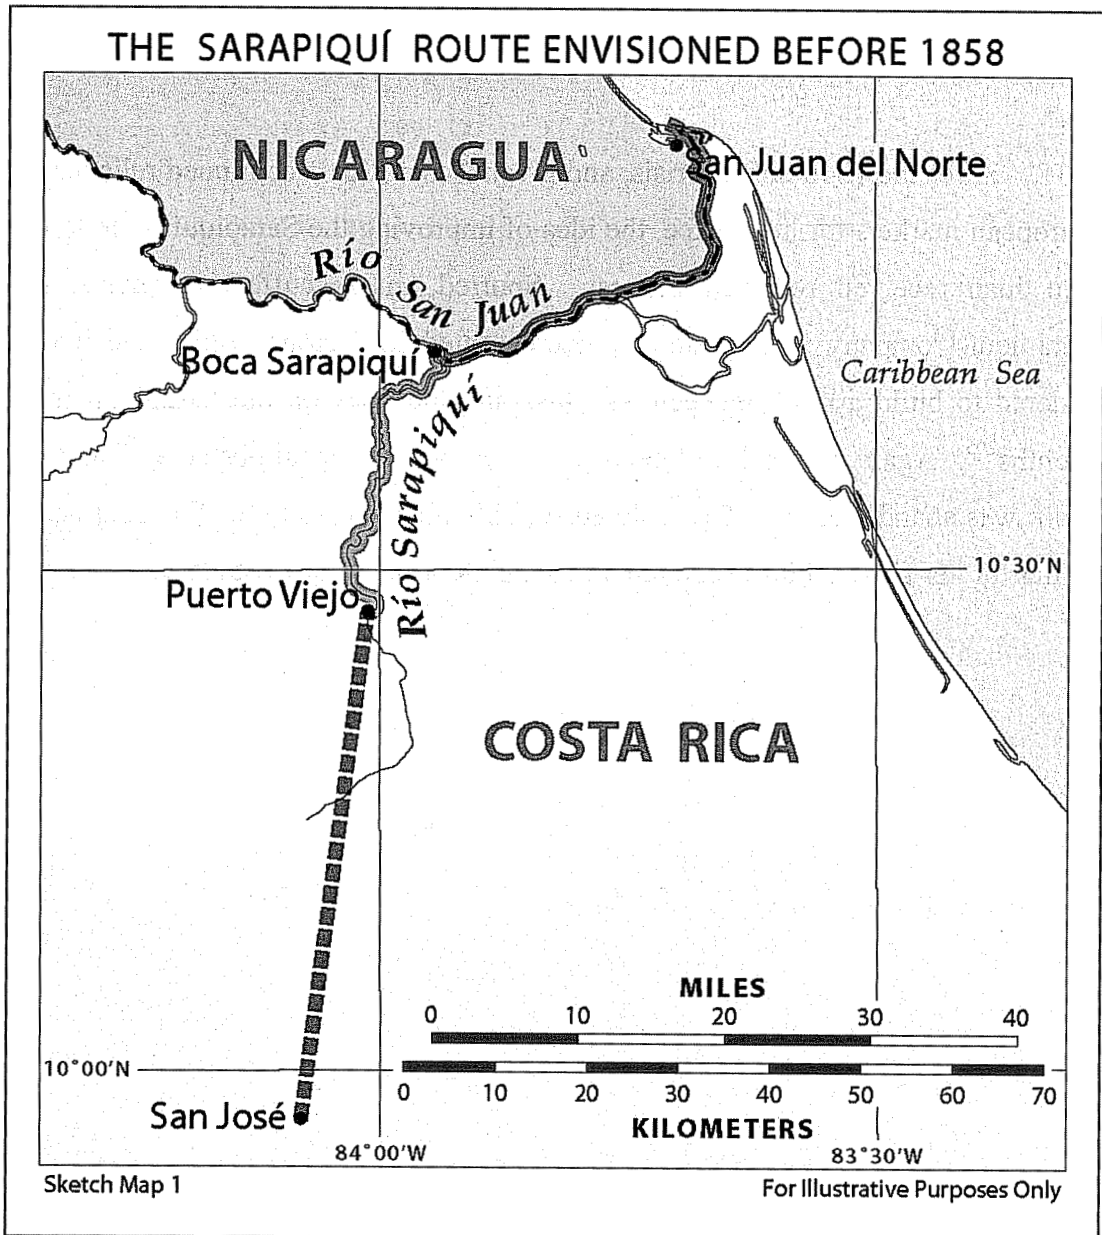 THE SARAPIQUÍ ROUTE ENVISIONED BEFORE 1858
NICARAGUA
an Juan del Norte
Río San Juan
Boca Sarapiquí
Caribbean Sea
Río Sarapiquí
10°30'N
Puerto Viejo
COSTA RICA
MILES
0 10 20 30 40
10°00'N
0 10 20 30 40 50 60 70
KILOMETERS
San José
84°00'W
83°30'W
Sketch Map 1
For Illustrative Purposes Only